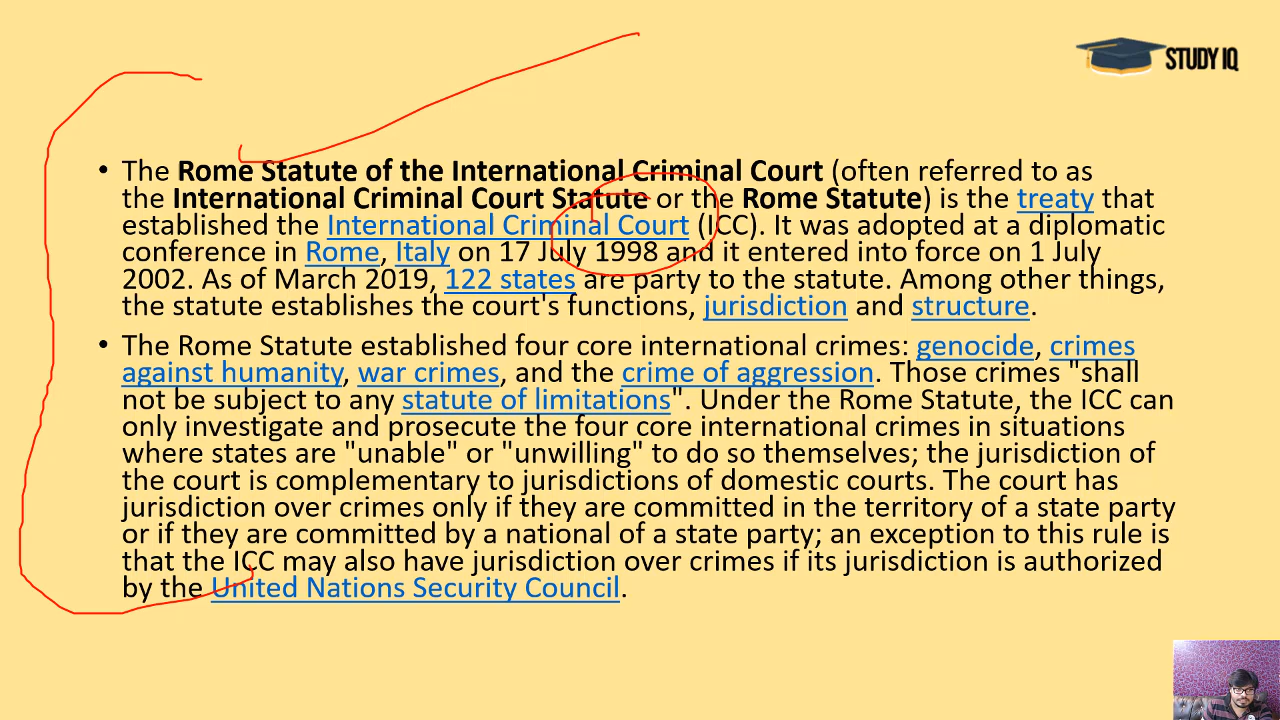 STUDY IQ
• The Rome Statute of the International Criminal Court (often referred to as
the International Criminal Court Statute or the Rome Statute) is the treaty that
established the International Criminal Court (ICC). It was adopted at a diplomatic
conference in Rome, Italy on 17 July 1998 and it entered into force on 1 July
2002. As of March 2019, 122 states are party to the statute. Among other things,
the statute establishes the court's functions, jurisdiction and structure.
• The Rome Statute established four core international crimes: genocide, crimes
against humanity, war crimes, and the crime of aggression. Those crimes "shall
not be subject to any statute of limitations". Under the Rome Statute, the ICC can
only investigate and prosecute the four core international crimes in situations
where states are "unable" or "unwilling" to do so themselves; the jurisdiction of
the court is complementary to jurisdictions of domestic courts. The court has
jurisdiction over crimes only if they are committed in the territory of a state party
or if they are committed by a national of a state party; an exception to this rule is
that the ICC may also have jurisdiction over crimes if its jurisdiction is authorized
by the United Nations Security Council.